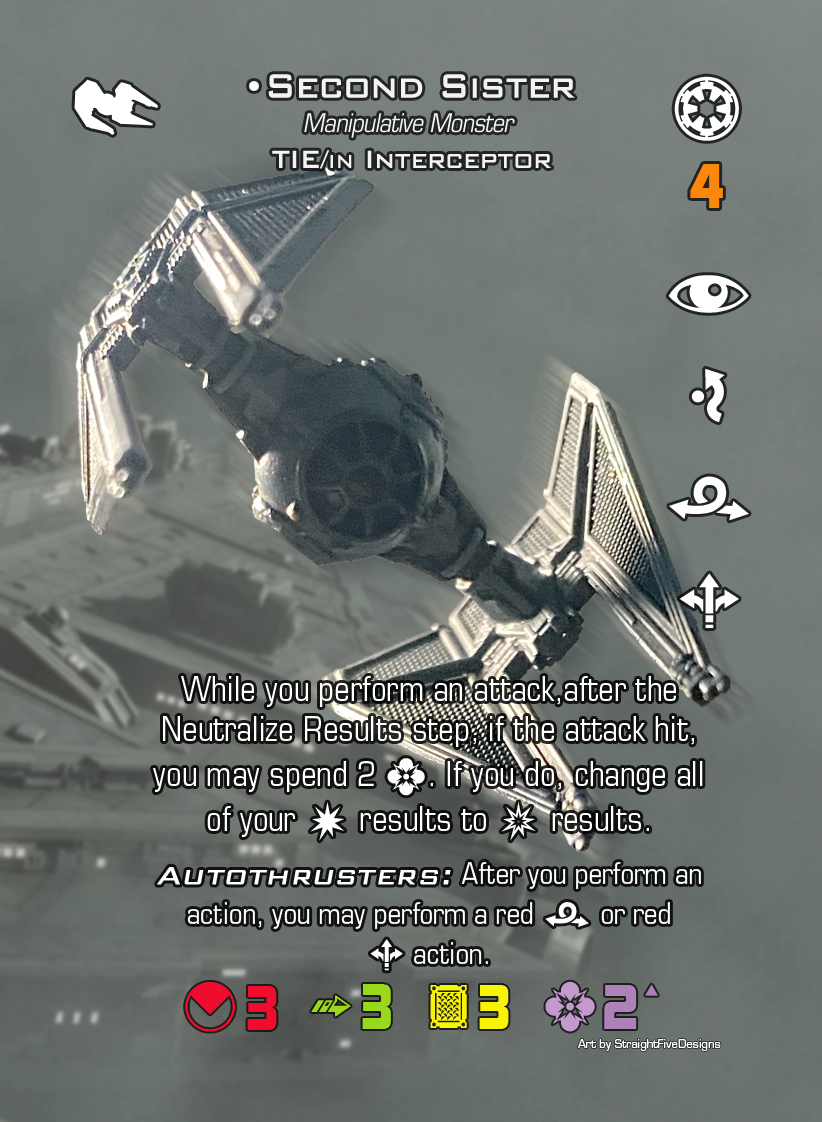 •Second Sister
Manipulative Monster
TIE/in Interceptor
4
While you perform an attack,after the
Neutralize Results step, if the attack hit,
you may spend 2 . If you do, change all
of your results to results.
Autothrusters: After you perform an
action, you may perform a red or red
action.
3 3 3 2
Art by StraightFiveDesigns